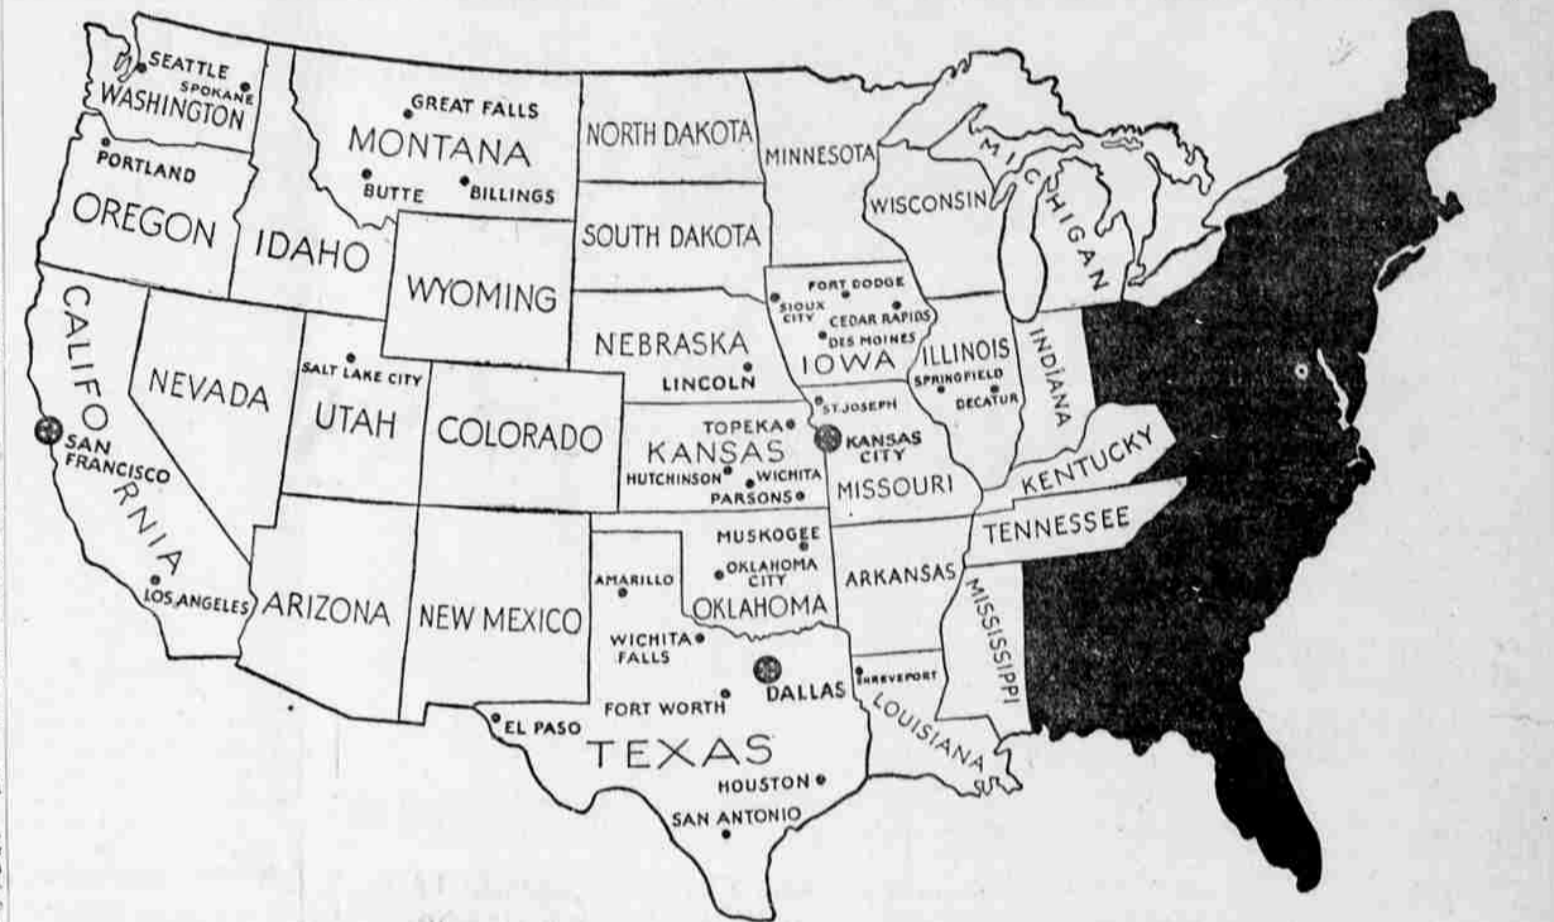 SEATTLE
SPOKANE
WASHINGTON
PORTLAND
OREGON
IDAHO
GREAT FALLS
MONTANA
BUTTE
BILLINGS
WYOMING
NORTH DAKOTA
SOUTH DAKOTA
NEBRASKA
LINCOLN
MINNESOTA
WISCONSIN
MICHIGAN
FORT DODGE
SIOUX
CITY
CEDAR RAPIDS
DES MOINES
IOWA
ILLINOIS
SPRINGFIELD
DECATUR
INDIANA
CALIFORNIA
SAN
FRANCISCO
LOS ANGELES
NEVADA
SALT LAKE CITY
UTAH
COLORADO
TOPEKA
KANSAS
HUTCHINSON
WICHITA
PARSONS
ST. JOSEPH
KANSAS
CITY
MISSOURI
KENTUCKY
TENNESSEE
ARIZONA
NEW MEXICO
MUSKOGEE
OKLAHOMA
CITY
OKLAHOMA
ARKANSAS
MISSISSIPPI
AMARILLO
WICHITA
FALLS
DALLAS
FORT WORTH
EL PASO
TEXAS
HOUSTON
SAN ANTONIO
SHREVEPORT
LOUISIANA